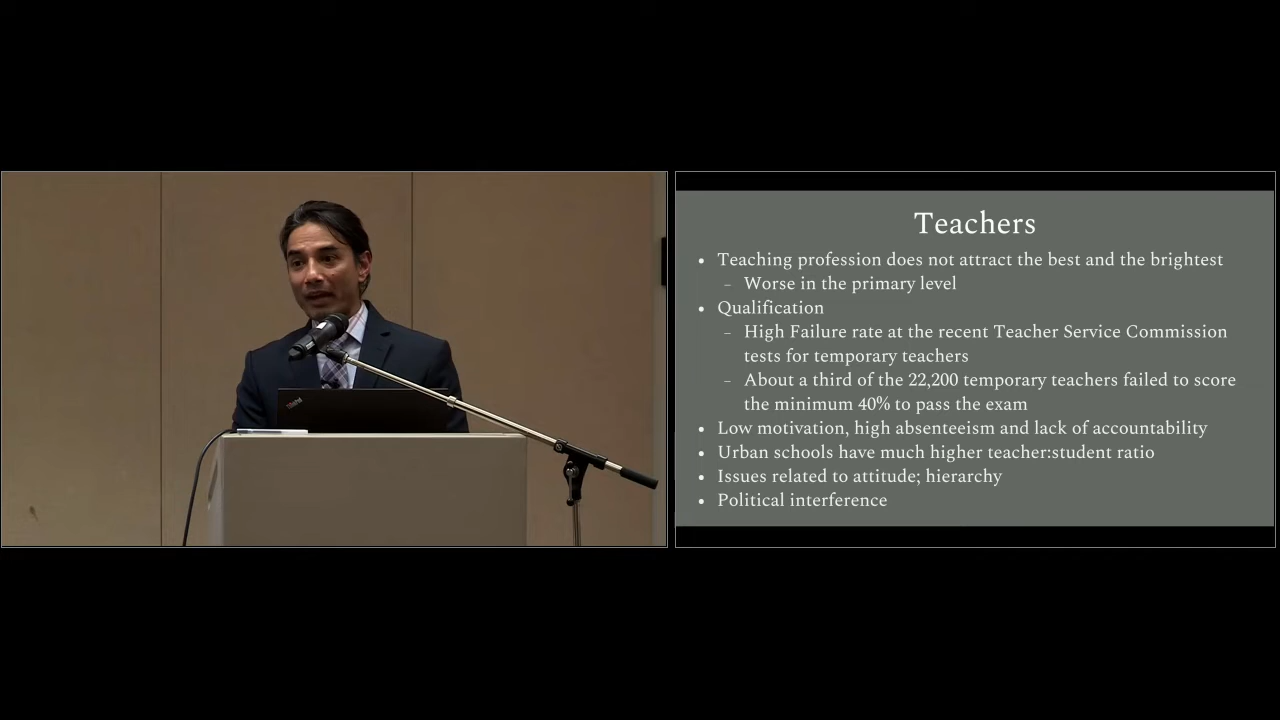 ThinkPad
Teachers
• Teaching profession does not attract the best and the brightest
– Worse in the primary level
• Qualification
– High Failure rate at the recent Teacher Service Commission
tests for temporary teachers
– About a third of the 22,200 temporary teachers failed to score
the minimum 40% to pass the exam
• Low motivation, high absenteeism and lack of accountability
• Urban schools have much higher teacher:student ratio
• Issues related to attitude; hierarchy
• Political interference